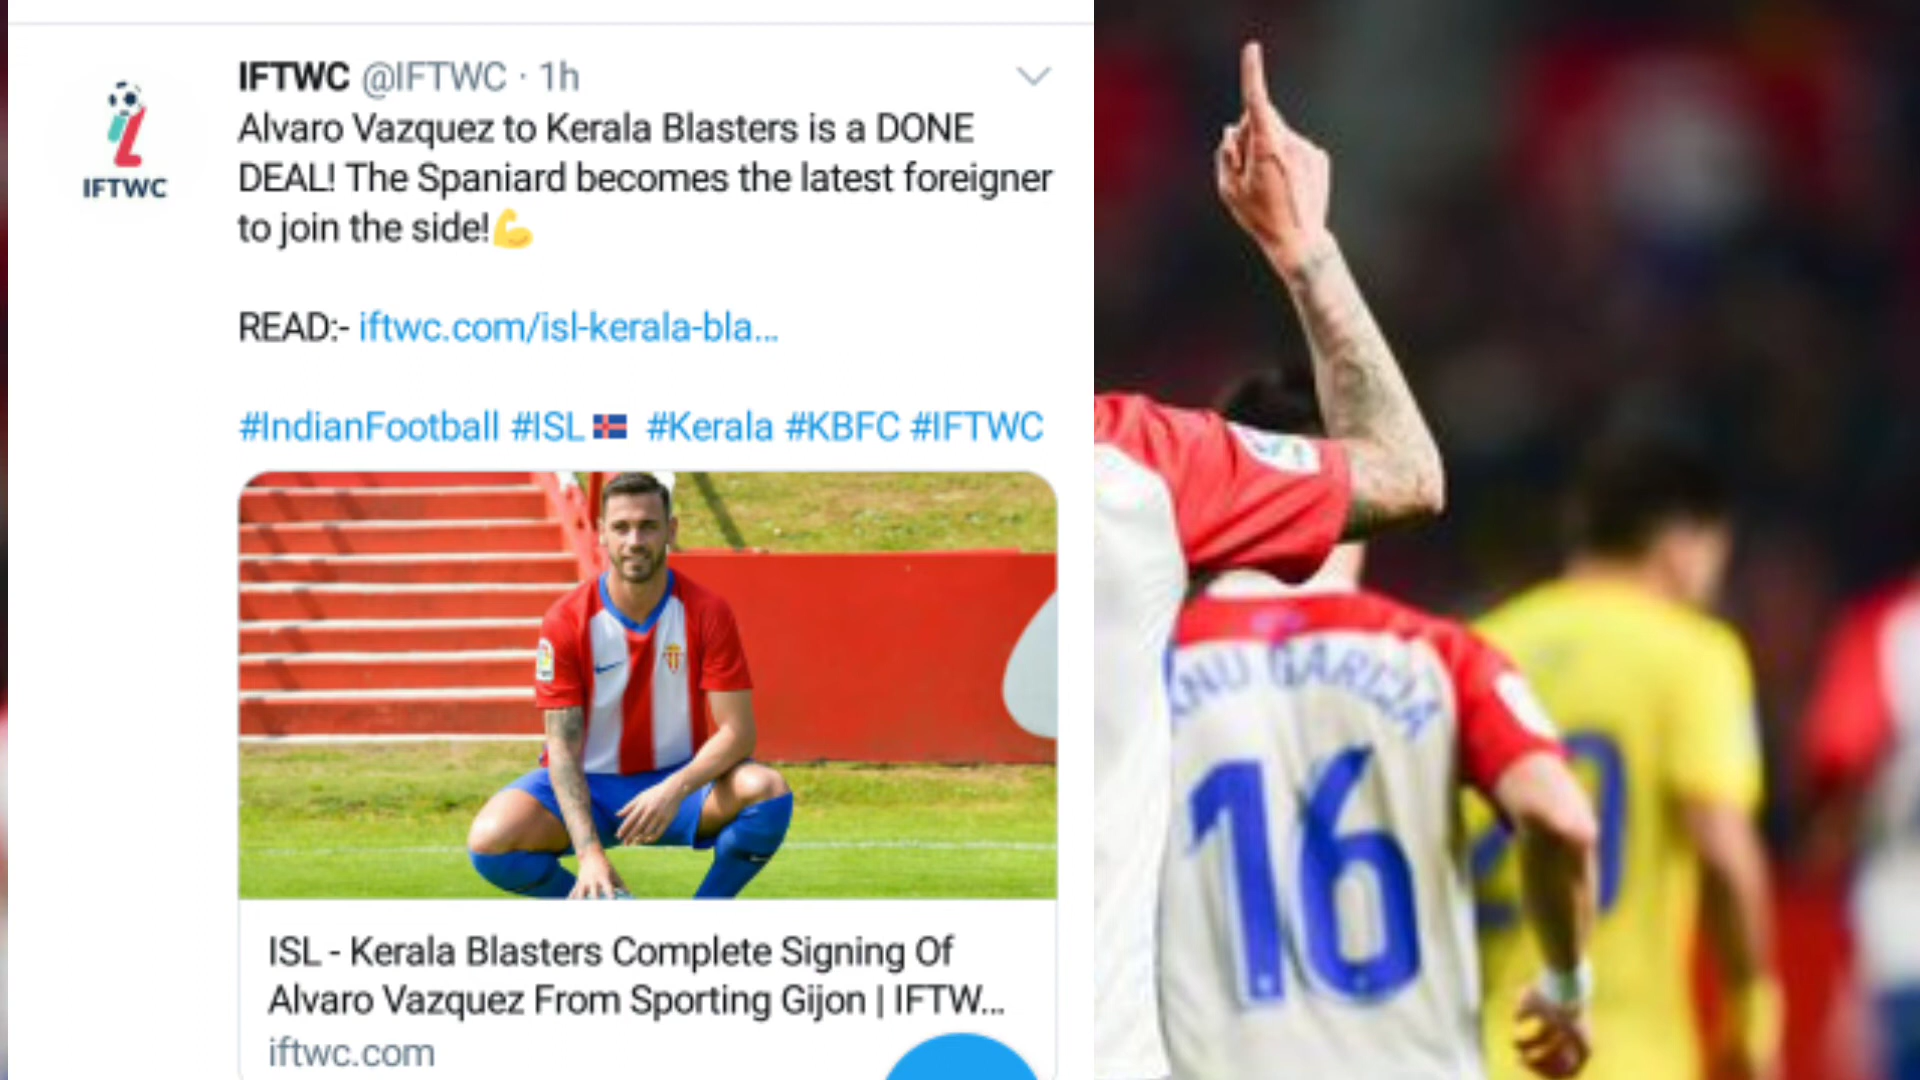 IFTWC @IFTWC · 1h
IFTWC
Alvaro Vazquez to Kerala Blasters is a DONE
DEAL! The Spaniard becomes the latest foreigner
to join the side!💪
READ:- iftwc.com/isl-kerala-bla...
#IndianFootball #ISL🇮🇸 #Kerala #KBFC #IFTWC
ISL - Kerala Blasters Complete Signing Of
Alvaro Vazquez From Sporting Gijon | IFTW...
iftwc.com
GARCIA
16